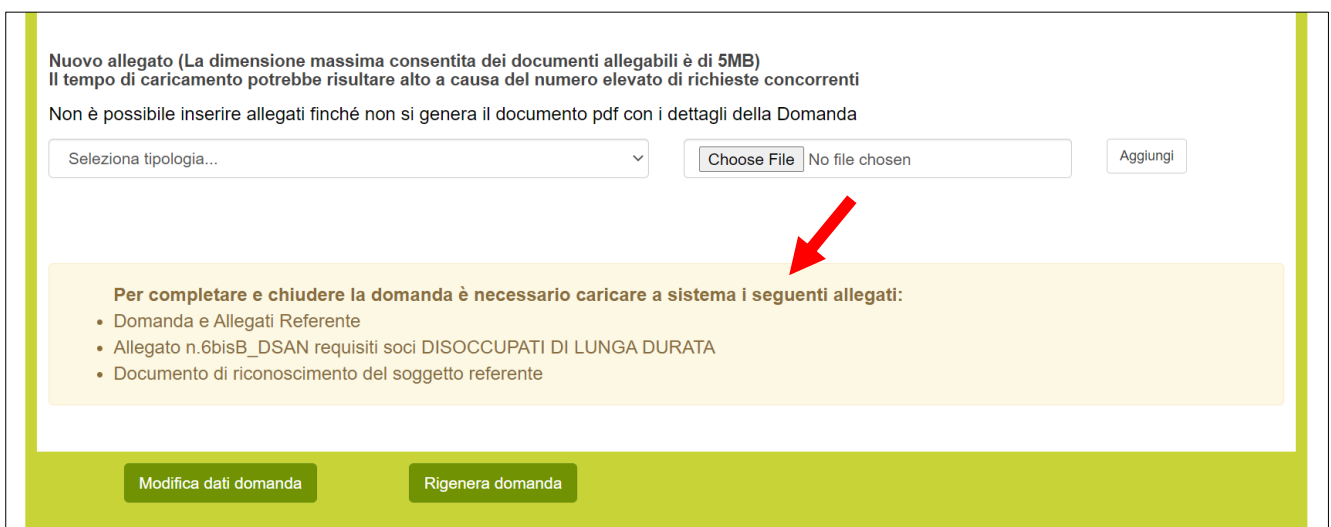 Nuovo allegato (La dimensione massima consentita dei documenti allegabili è di 5MB)
Il tempo di caricamento potrebbe risultare alto a causa del numero elevato di richieste concorrenti
Non è possibile inserire allegati finché non si genera il documento pdf con i dettagli della Domanda
Seleziona tipologia... Choose File No file chosen Aggiungi
Per completare e chiudere la domanda è necessario caricare a sistema i seguenti allegati:
• Domanda e Allegati Referente
• Allegato n.6bisB_DSAN requisiti soci DISOCCUPATI DI LUNGA DURATA
• Documento di riconoscimento del soggetto referente
Modifica dati domanda Rigenera domanda